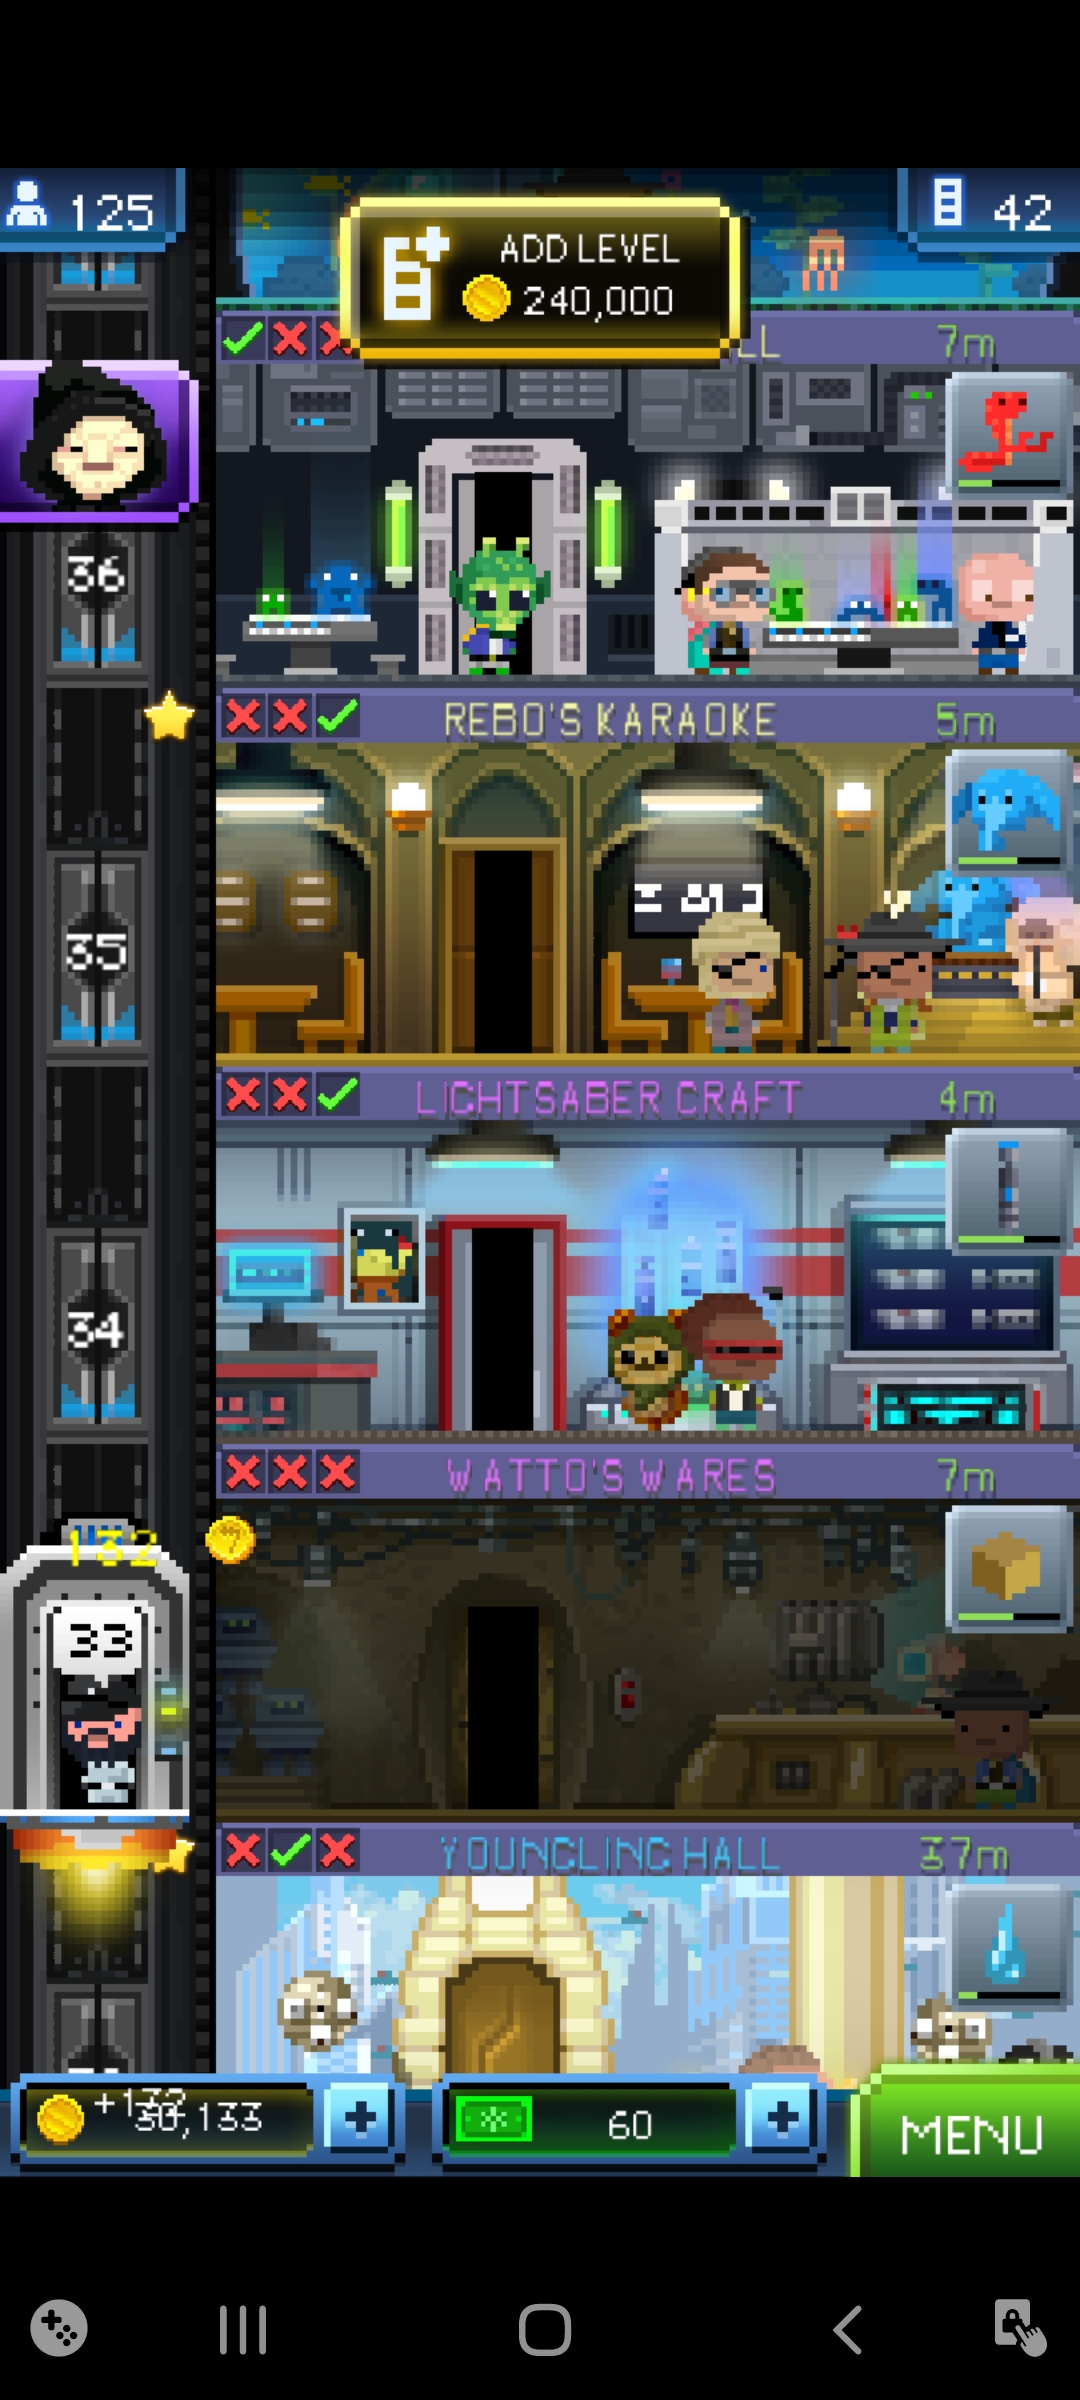 125
ADD LEVEL
240,000
42
LL
7m
36
REBO'S KARAOKE
5m
35
LIGHTSABER CRAFT
4m
34
WATTO'S WARES
7m
132
33
YOUNGLING HALL
37m
+132
30,133
60
MENU